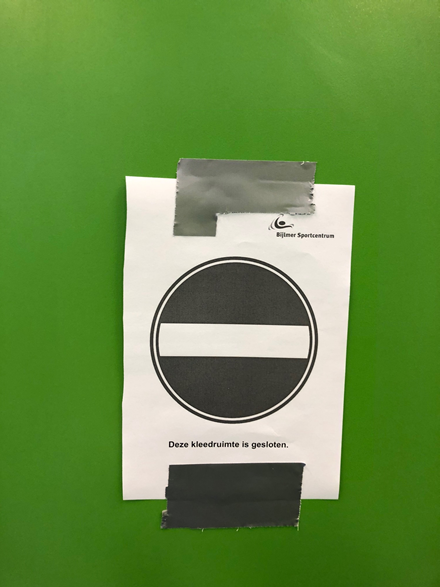 Bijlmer Sportcentrum
Deze kleedruimte is gesloten.